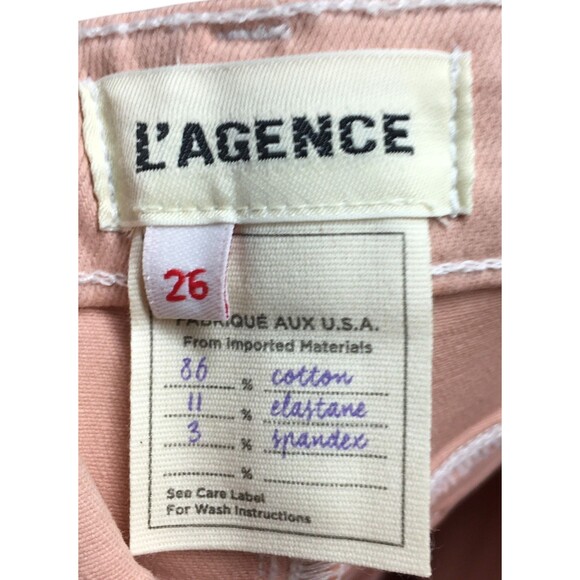 L'AGENCE
26
FABRIQUÉ AUX U.S.A.
From imported Materials
86 % cotton
11 % elastane
3 % spandex
%
See Care Label
For Wash Instructions